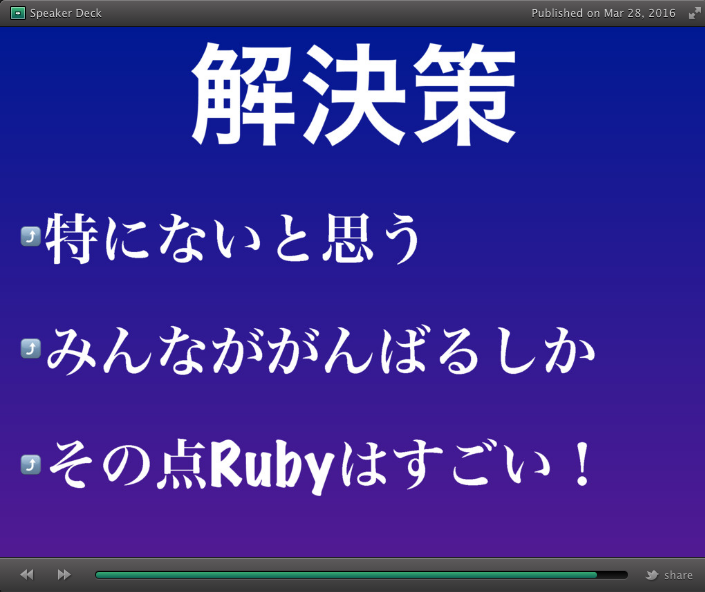 Speaker Deck
Published on Mar 28, 2016
解決策
特にないと思う
みんなががんばるしか
その点Rubyはすごい！
share